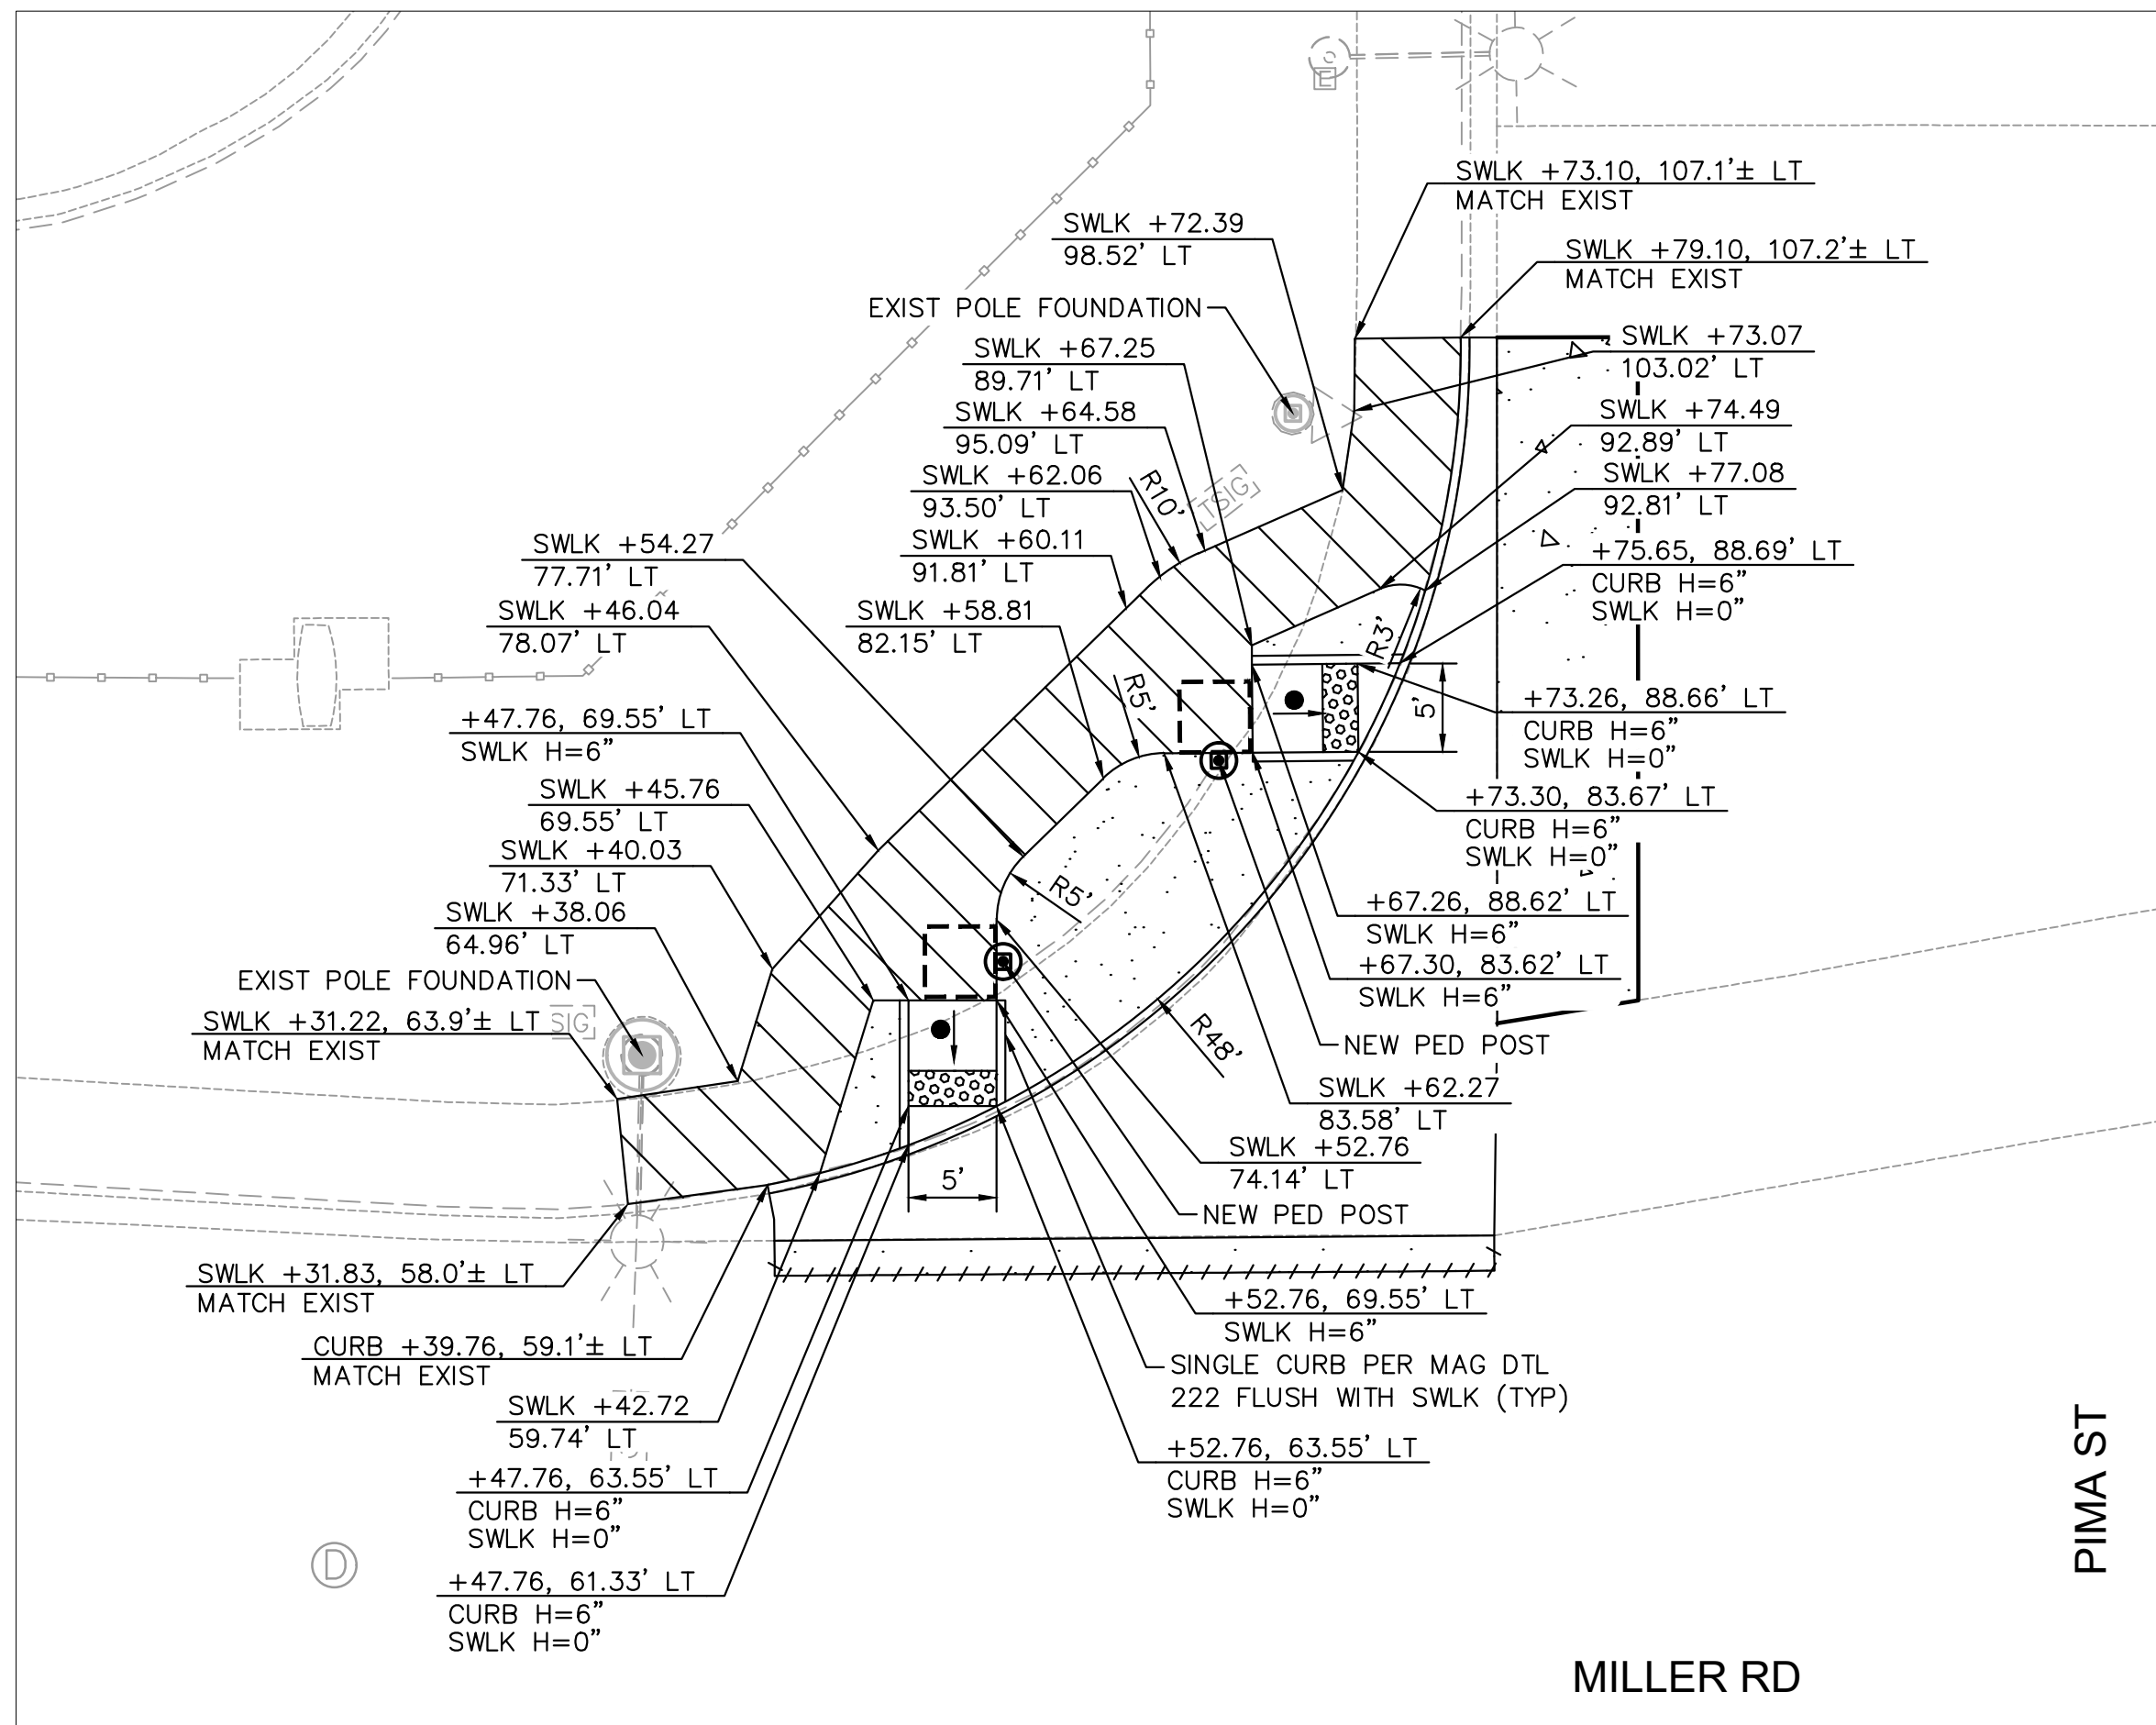 E
SWLK +73.10, 107.1'± LT
MATCH EXIST
SWLK +72.39
98.52' LT
SWLK +79.10, 107.2'± LT
MATCH EXIST
EXIST POLE FOUNDATION
SWLK +73.07
103.02' LT
SWLK +67.25
89.71' LT
SWLK +64.58
95.09' LT
SWLK +74.49
92.89' LT
SWLK +62.06
93.50' LT
R10'
TSIG
SWLK +77.08
92.81' LT
SWLK +54.27
77.71' LT
SWLK +60.11
91.81' LT
+75.65, 88.69' LT
CURB H=6"
SWLK H=0"
SWLK +46.04
78.07' LT
SWLK +58.81
82.15' LT
R3'
R5'
5'
+73.26, 88.66' LT
CURB H=6"
SWLK H=0"
+47.76, 69.55' LT
SWLK H=6"
SWLK +45.76
69.55' LT
+73.30, 83.67' LT
CURB H=6"
SWLK H=0"
SWLK +40.03
71.33' LT
R5'
SWLK +38.06
64.96' LT
+67.26, 88.62' LT
SWLK H=6"
EXIST POLE FOUNDATION
+67.30, 83.62' LT
SWLK H=6"
SWLK +31.22, 63.9'± LT
MATCH EXIST
SIG
R48'
NEW PED POST
SWLK +62.27
83.58' LT
SWLK +52.76
74.14' LT
5'
NEW PED POST
SWLK +31.83, 58.0'± LT
MATCH EXIST
+52.76, 69.55' LT
SWLK H=6"
CURB +39.76, 59.1'± LT
MATCH EXIST
SINGLE CURB PER MAG DTL
222 FLUSH WITH SWLK (TYP)
SWLK +42.72
59.74' LT
+52.76, 63.55' LT
CURB H=6"
SWLK H=0"
+47.76, 63.55' LT
CURB H=6"
SWLK H=0"
D
+47.76, 61.33' LT
CURB H=6"
SWLK H=0"
PIMA ST
MILLER RD